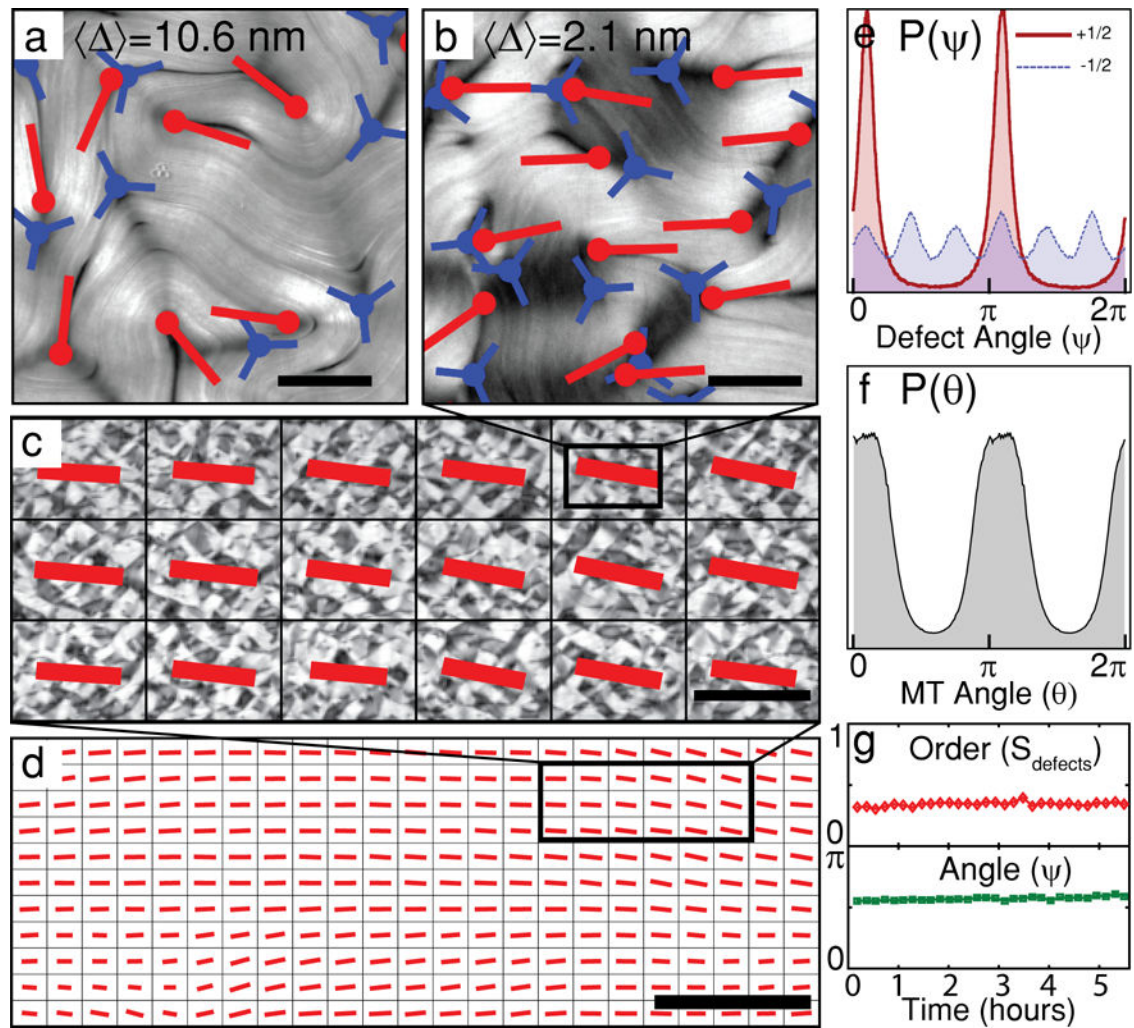 a ⟨Δ⟩=10.6 nm
b ⟨Δ⟩=2.1 nm
c
d
e P(ψ)
+1/2
-1/2
0 π 2π
Defect Angle (ψ)
f P(θ)
0 π 2π
MT Angle (θ)
g Order (S_defects)
1
0
π
Angle (ψ)
0
0 1 2 3 4 5
Time (hours)